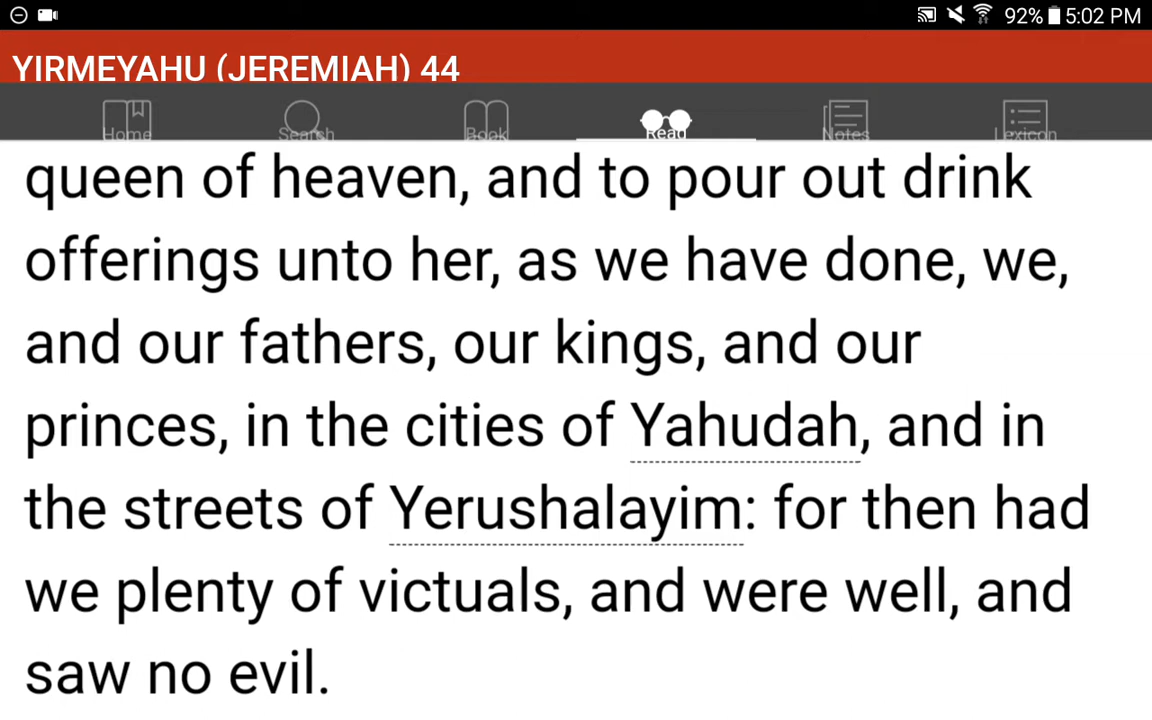 92% 5:02 PM
YIRMEYAHU (JEREMIAH) 44
Home Search Book Read Notes Lexicon
queen of heaven, and to pour out drink
offerings unto her, as we have done, we,
and our fathers, our kings, and our
princes, in the cities of Yahudah, and in
the streets of Yerushalayim: for then had
we plenty of victuals, and were well, and
saw no evil.